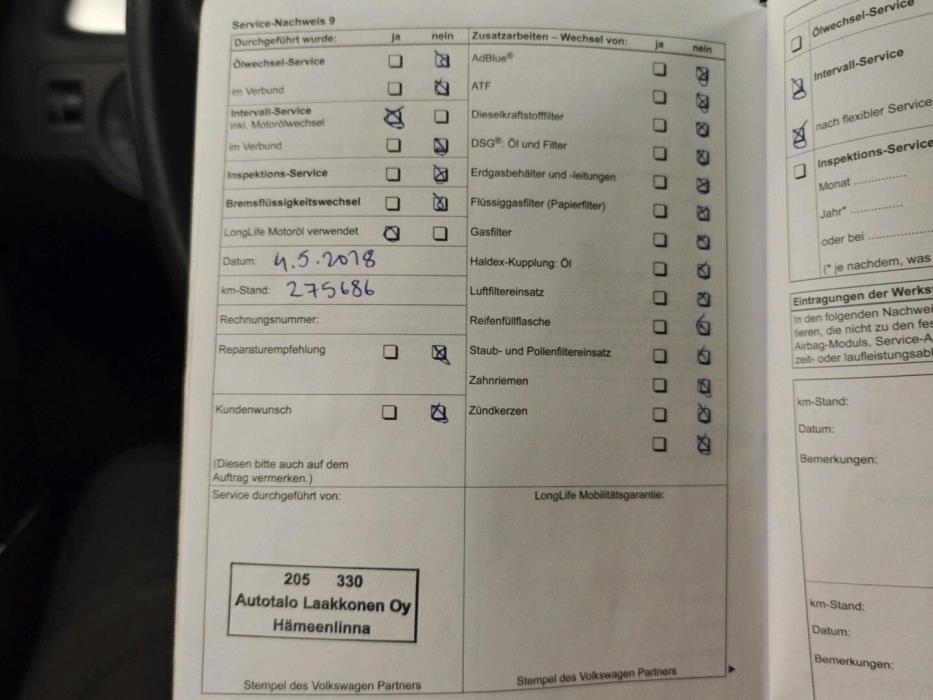 Service-Nachweis 9
Durchgeführt wurde: ja nein
Ölwechsel-Service
im Verbund
Intervall-Service
inkl. Motorölwechsel
im Verbund
Inspektions-Service
Bremsflüssigkeitswechsel
LongLife Motoröl verwendet
Datum: 4.5.2018
km-Stand: 275686
Rechnungsnummer:
Reparaturempfehlung
Kundenwunsch
(Diesen bitte auch auf dem
Auftrag vermerken.)
Service durchgeführt von:
205 330
Autotalo Laakkonen Oy
Hämeenlinna
Stempel des Volkswagen Partners
Zusatzarbeiten – Wechsel von: ja nein
AdBlue®
ATF
Dieselkraftstofffilter
DSG®: Öl und Filter
Erdgasbehälter und -leitungen
Flüssiggasfilter (Papierfilter)
Gasfilter
Haldex-Kupplung: Öl
Luftfiltereinsatz
Reifenfüllflasche
Staub- und Pollenfiltereinsatz
Zahnriemen
Zündkerzen
LongLife Mobilitätsgarantie:
Stempel des Volkswagen Partners
Ölwechsel-Service
Intervall-Service
nach flexibler Service
Inspektions-Service
Monat ..............
Jahr* ..............
oder bei ..............
(* je nachdem, was
Eintragungen der Werks
In den folgenden Nachwei
tieren, die nicht zu den fes
Airbag-Moduls, Service-A
zeit- oder laufleistungsab
km-Stand:
Datum:
Bemerkungen:
km-Stand:
Datum:
Bemerkungen: